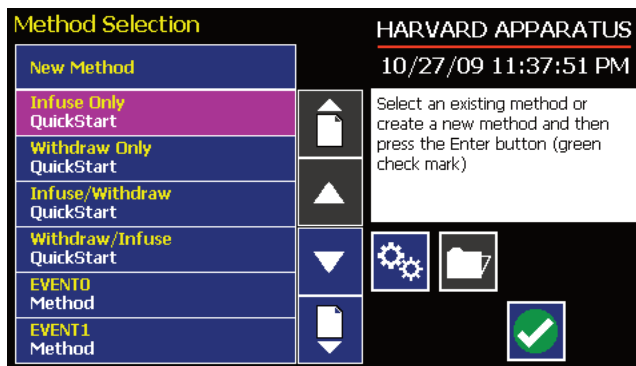 Method Selection
New Method
Infuse Only
QuickStart
Withdraw Only
QuickStart
Infuse/Withdraw
QuickStart
Withdraw/Infuse
QuickStart
EVENT0
Method
EVENT1
Method
HARVARD APPARATUS
10/27/09 11:37:51 PM
Select an existing method or
create a new method and then
press the Enter button (green
check mark)